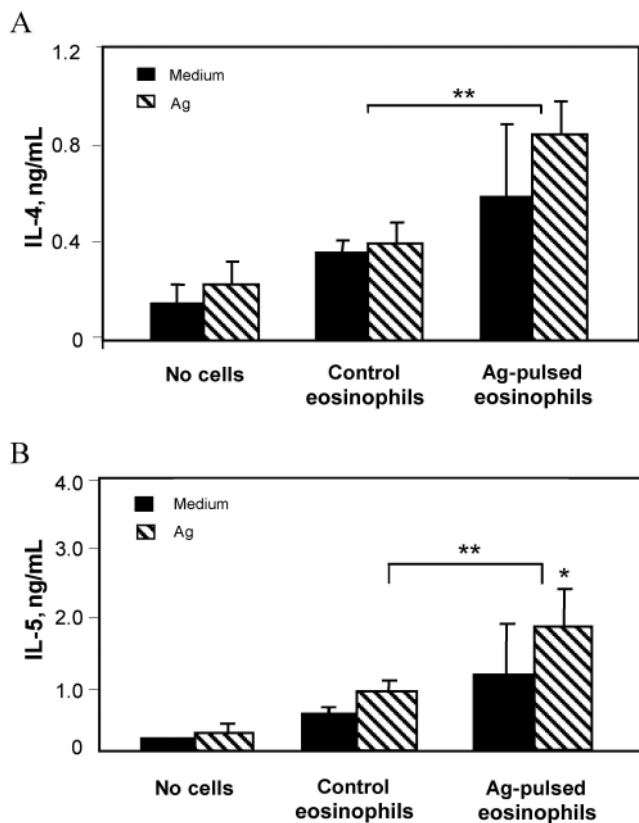 A
1.2
Medium
Ag
**
0.8
IL-4, ng/mL
0.4
0
No cells
Control
eosinophils
Ag-pulsed
eosinophils
B
4.0
Medium
Ag
3.0
**
*
2.0
IL-5, ng/mL
1.0
0
No cells
Control
eosinophils
Ag-pulsed
eosinophils